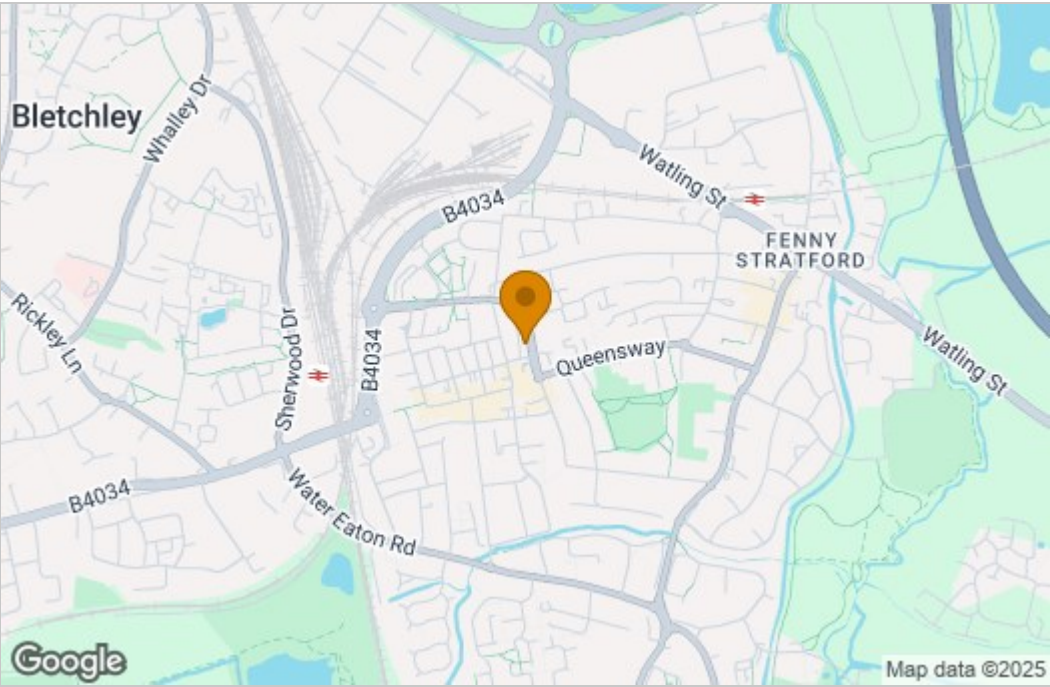 Bletchley
Whalley Dr
Watling St
B4034
FENNY
STRATFORD
Rickley Ln
Sherwood Dr
B4034
Queensway
Watling St
B4034
Water Eaton Rd
Google
Map data ©2025